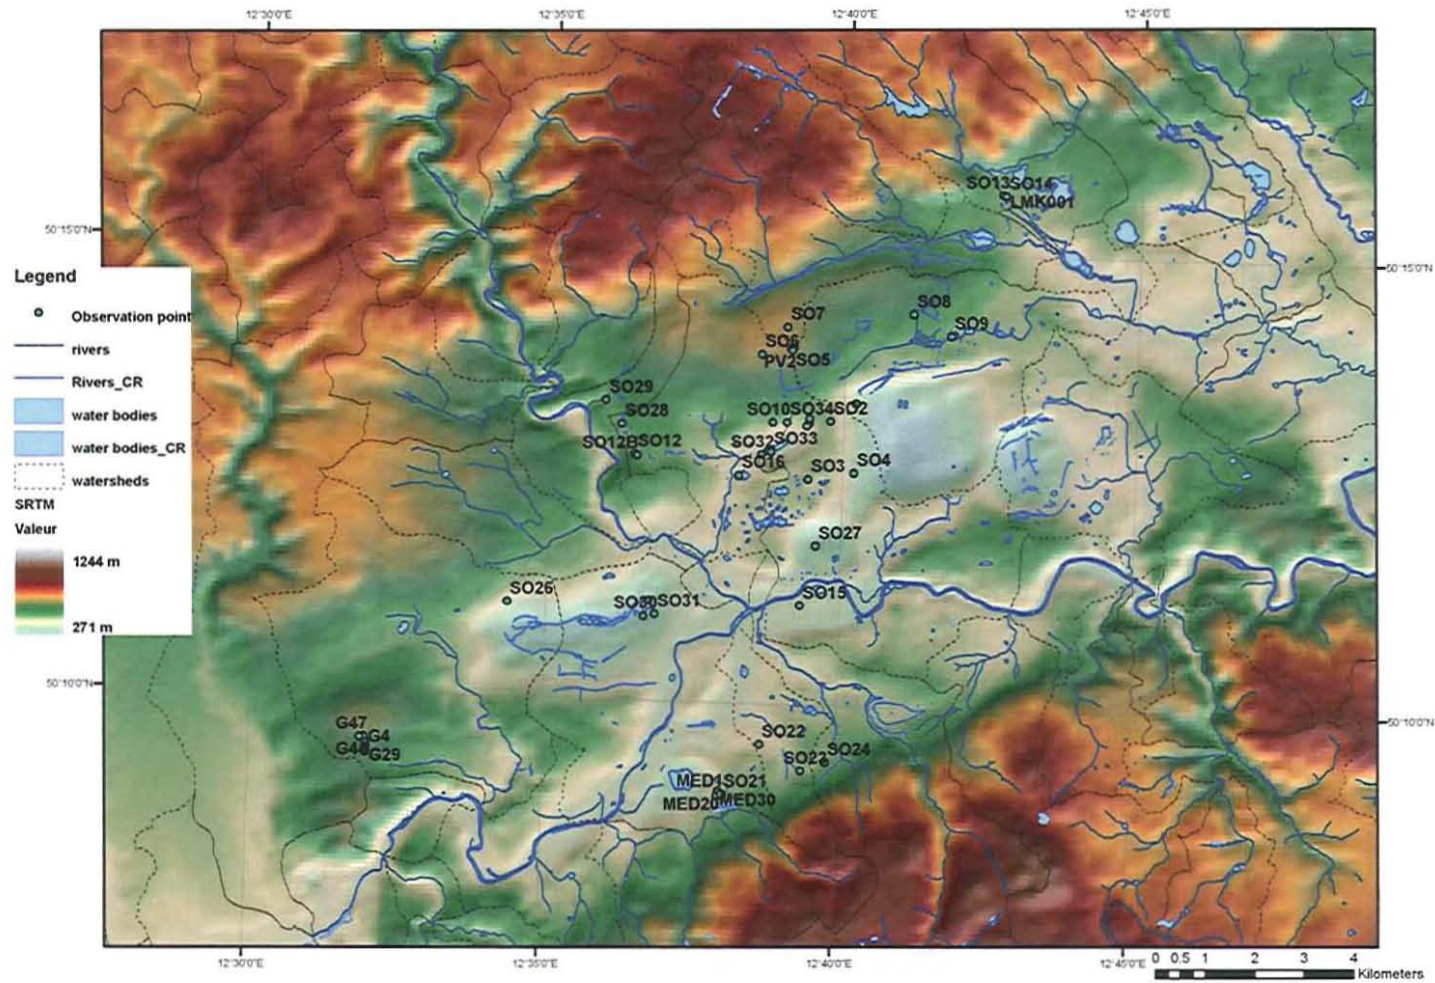 12°30'0"E 12°35'0"E 12°40'0"E 12°45'0"E
50°15'0"N
50°15'0"N
50°10'0"N
50°10'0"N
Legend
Observation point
rivers
Rivers_CR
water bodies
water bodies_CR
watersheds
SRTM
Valeur
1244 m
271 m
SO13SO14
LMK001
SO7
SO8
SO9
SO6
PV2SO5
SO29
SO28
SO10SO34SO2
SO12BSO12
SO32SO33
SO16
SO3
SO4
SO27
SO26
SO30SO31
SO15
G47
G4
G29
SO22
SO23
SO24
MED1SO21
MED20MED30
12°30'0"E 12°35'0"E 12°40'0"E 12°45'0"E
0 0.5 1 2 3 4
Kilometers